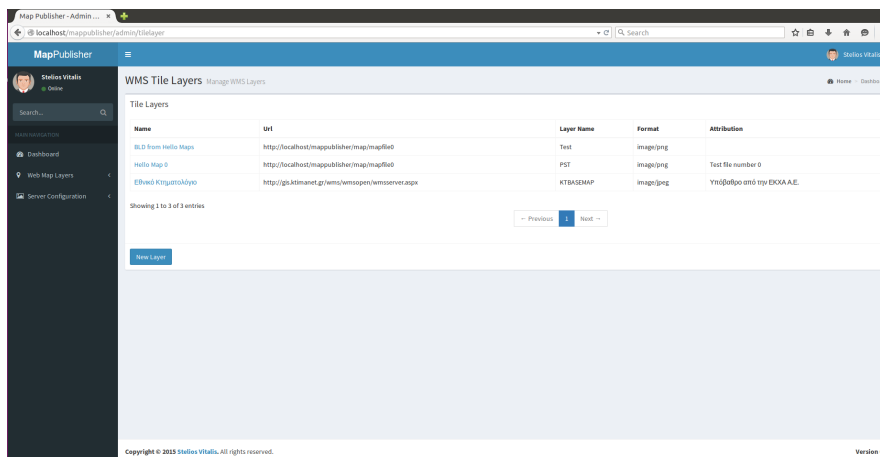 Map Publisher - Admin ...
localhost/mappublisher/admin/tilelayer
Search
MapPublisher
Stelios Vitalis
Stelios Vitalis
Online
WMS Tile Layers Manage WMS Layers
Home
Search...
Tile Layers
MAIN NAVIGATION
Name Url Layer Name Format Attribution
Dashboard
BLD from Hello Maps http://localhost/mappublisher/map/mapfile0 Test image/png
Hello Map 0 http://localhost/mappublisher/map/mapfile0 PST image/png Test file number 0
Web Map Layers
Εθνικό Κτηματολόγιο http://gis.ktimanet.gr/wms/wmsopen/wmsserver.aspx KTBASEMAP image/jpeg Υπόβαθρο από την ΕΚΧΑ Α.Ε.
Server Configuration
Showing 1 to 3 of 3 entries
← Previous 1 Next →
New Layer
Copyright © 2015 Stelios Vitalis. All rights reserved.
Version